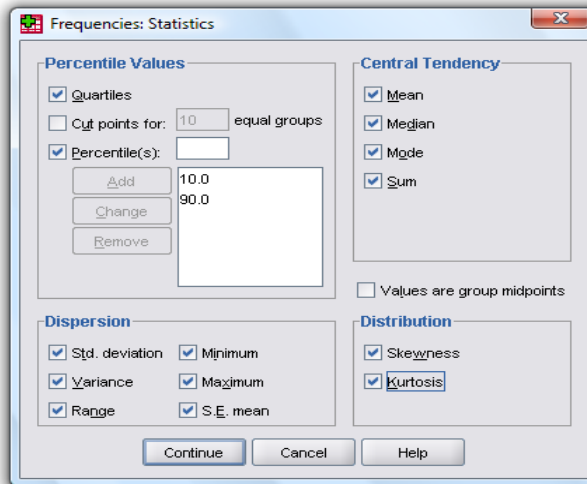 Frequencies: Statistics
Percentile Values
Quartiles
Cut points for: 10 equal groups
Percentile(s):
Add
Change
Remove
10.0
90.0
Central Tendency
Mean
Median
Mode
Sum
Values are group midpoints
Dispersion
Std. deviation Minimum
Variance Maximum
Range S.E. mean
Distribution
Skewness
Kurtosis
Continue Cancel Help